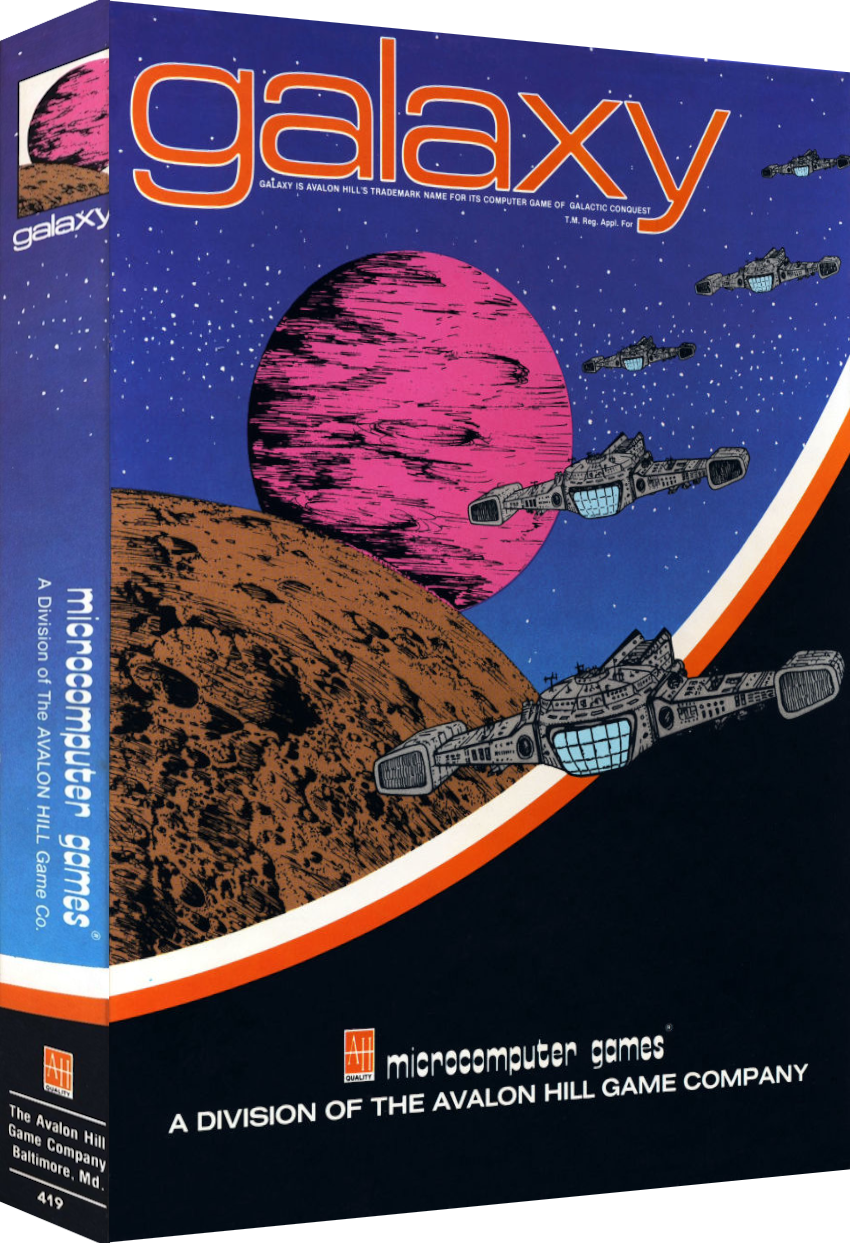 galaxy
GALAXY IS AVALON HILL'S TRADEMARK NAME FOR ITS COMPUTER GAME OF GALACTIC CONQUEST
T.M. Reg. Appl. For
AH
QUALITY
microcomputer games®
A DIVISION OF THE AVALON HILL GAME COMPANY
galaxy
microcomputer games®
A Division of The AVALON HILL Game Co.
AH
QUALITY
The Avalon Hill
Game Company
Baltimore, Md.
419